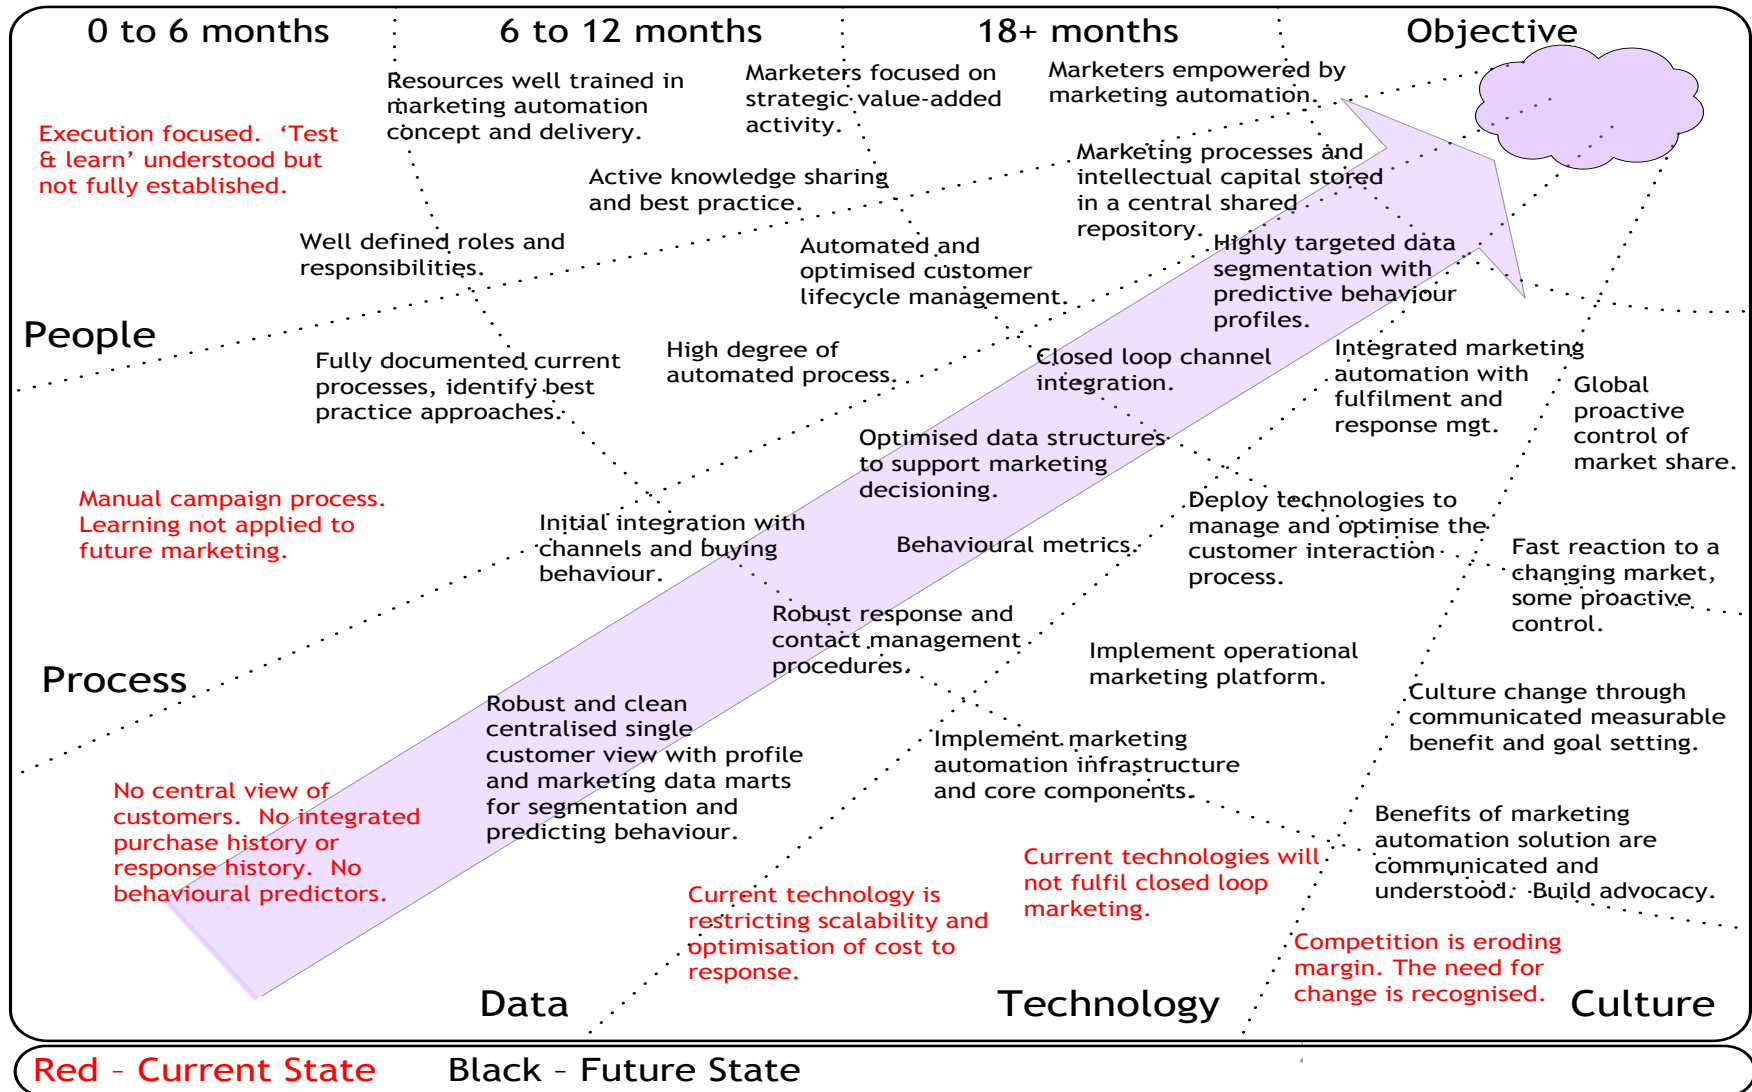 0 to 6 months
6 to 12 months
18+ months
Objective
Resources well trained in
marketing automation
concept and delivery.
Marketers focused on
strategic value-added
activity.
Marketers empowered by
marketing automation.
Execution focused.  ‘Test
& learn’ understood but
not fully established.
Active knowledge sharing
and best practice.
Marketing processes and
intellectual capital stored
in a central shared
repository.
Well defined roles and
responsibilities.
Automated and
optimised customer
lifecycle management.
Highly targeted data
segmentation with
predictive behaviour
profiles.
People
Fully documented current
processes, identify best
practice approaches.
High degree of
automated process.
Closed loop channel
integration.
Integrated marketing
automation with
fulfilment and
response mgt.
Global
proactive
control of
market share.
Optimised data structures
to support marketing
decisioning.
Manual campaign process.
Learning not applied to
future marketing.
Initial integration with
channels and buying
behaviour.
Behavioural metrics.
Deploy technologies to
manage and optimise the
customer interaction
process.
Fast reaction to a
changing market,
some proactive
control.
Robust response and
contact management
procedures.
Implement operational
marketing platform.
Process
Robust and clean
centralised single
customer view with profile
and marketing data marts
for segmentation and
predicting behaviour.
Culture change through
communicated measurable
benefit and goal setting.
Implement marketing
automation infrastructure
and core components.
No central view of
customers.  No integrated
purchase history or
response history.  No
behavioural predictors.
Benefits of marketing
automation solution are
communicated and
understood.  Build advocacy.
Current technologies will
not fulfil closed loop
marketing.
Current technology is
restricting scalability and
optimisation of cost to
response.
Competition is eroding
margin. The need for
change is recognised.
Data
Technology
Culture
Red - Current State
Black - Future State